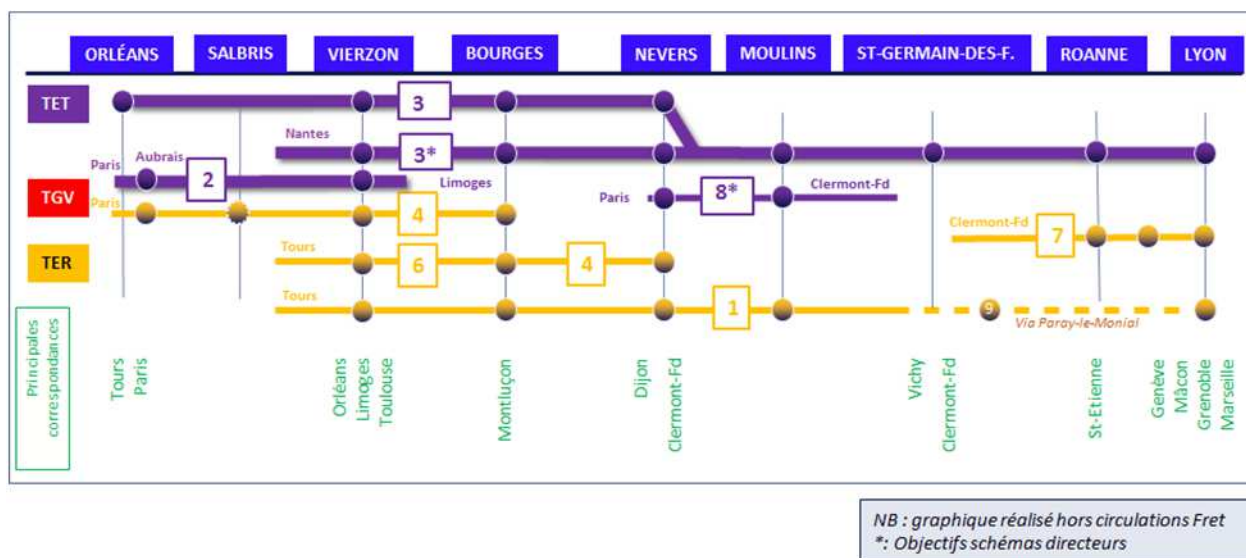 ORLÉANS SALBRIS VIERZON BOURGES NEVERS MOULINS ST-GERMAIN-DES-F. ROANNE LYON
TET
3
Nantes
3*
Paris
Aubrais
2
Limoges
TGV
Paris
4
Paris
8*
Clermont-Fd
Clermont-Fd
7
TER
Tours
6
4
Tours
1
9
Via Paray-le-Monial
Principales
correspondances
Tours
Paris
Orléans
Limoges
Toulouse
Montluçon
Dijon
Clermont-Fd
Vichy
Clermont-Fd
St-Etienne
Genève
Mâcon
Grenoble
Marseille
NB : graphique réalisé hors circulations Fret
*: Objectifs schémas directeurs